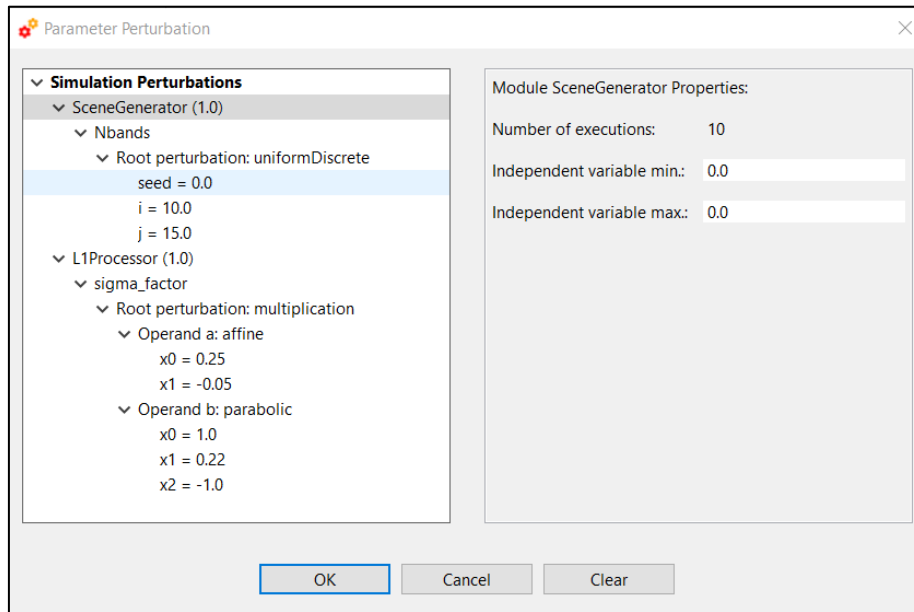 Parameter Perturbation
Simulation Perturbations
SceneGenerator (1.0)
Nbands
Root perturbation: uniformDiscrete
seed = 0.0
i = 10.0
j = 15.0
L1Processor (1.0)
sigma_factor
Root perturbation: multiplication
Operand a: affine
x0 = 0.25
x1 = -0.05
Operand b: parabolic
x0 = 1.0
x1 = 0.22
x2 = -1.0
Module SceneGenerator Properties:
Number of executions: 10
Independent variable min.: 0.0
Independent variable max.: 0.0
OK Cancel Clear